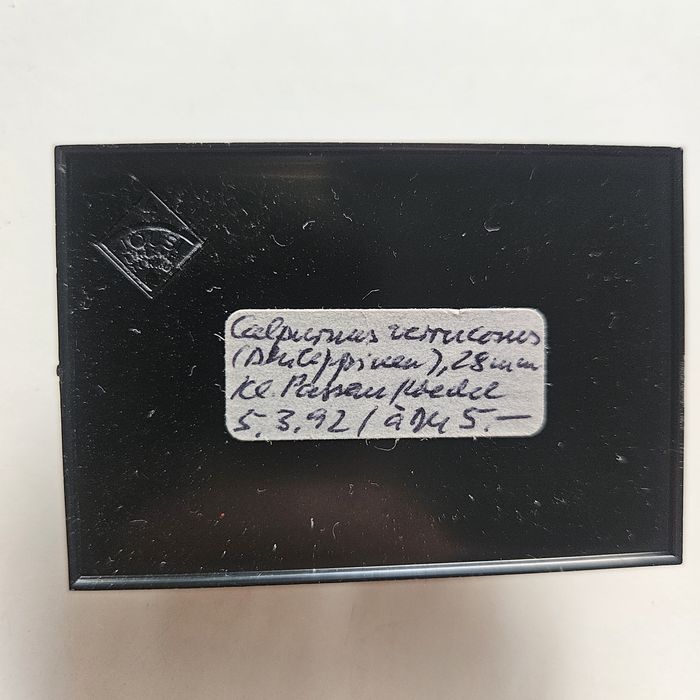 Calpurnus verrucosus
(Philippinen), 28mm
Kl. Passau
5.3.92 / à DM 5.—